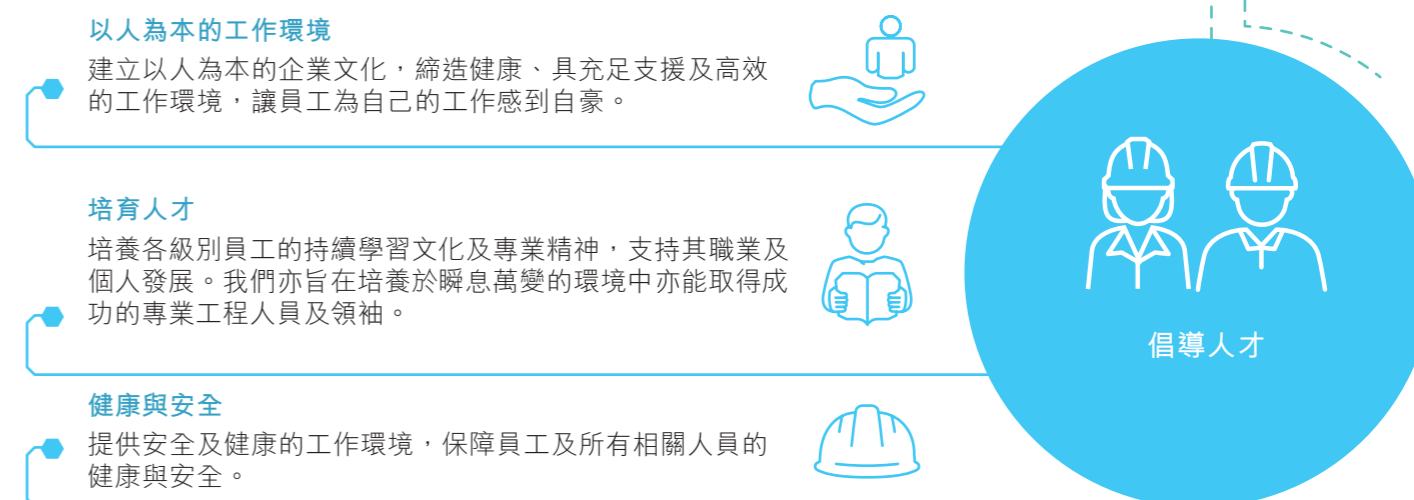 以人為本的工作環境
建立以人為本的企業文化，締造健康、具充足支援及高效
的工作環境，讓員工為自己的工作感到自豪。
培育人才
培養各級別員工的持續學習文化及專業精神，支持其職業及
個人發展。我們亦旨在培養於瞬息萬變的環境中亦能取得成
功的專業工程人員及領袖。
倡導人才
健康與安全
提供安全及健康的工作環境，保障員工及所有相關人員的
健康與安全。